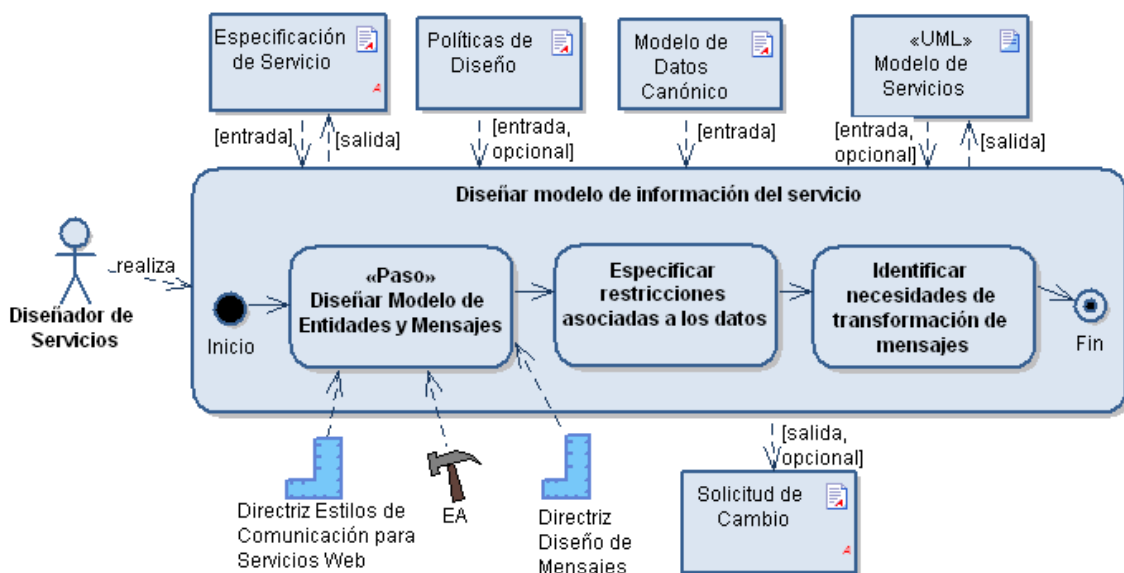 Especificación
de Servicio
A
Políticas de
Diseño
Modelo de
Datos
Canónico
«UML»
Modelo de
Servicios
[entrada]
[salida]
[entrada,
opcional]
[entrada]
[entrada,
opcional]
[salida]
Diseñar modelo de información del servicio
realiza
Diseñador de
Servicios
Inicio
«Paso»
Diseñar Modelo de
Entidades y Mensajes
Especificar
restricciones
asociadas a los datos
Identificar
necesidades de
transformación de
mensajes
Fin
Directriz Estilos de
Comunicación para
Servicios Web
EA
Directriz
Diseño de
Mensajes
[salida,
opcional]
Solicitud de
Cambio
A